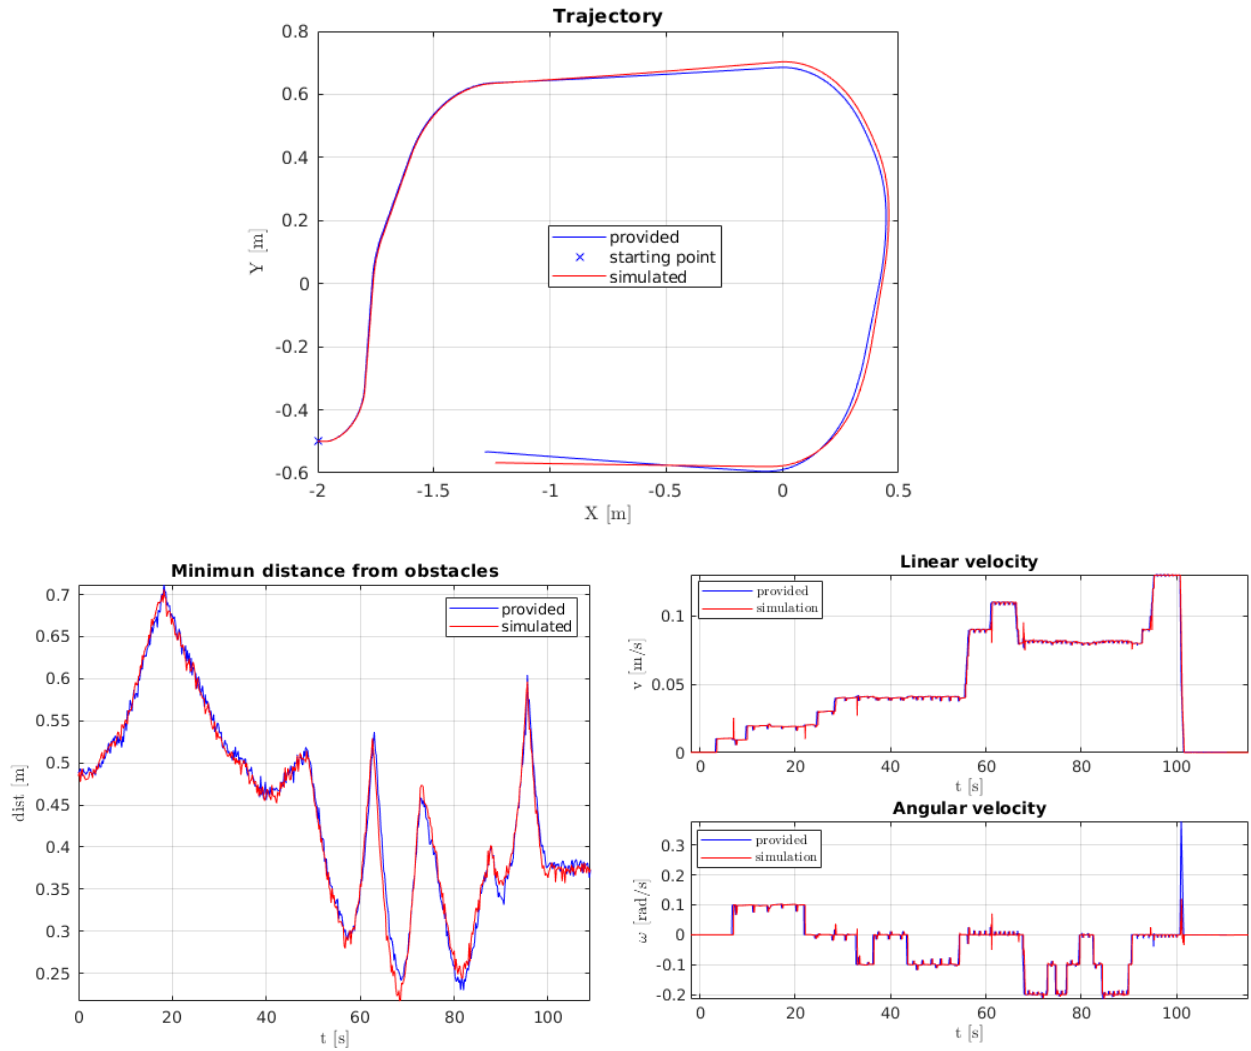 Trajectory
0.8
0.6
0.4
0.2
0
-0.2
-0.4
-0.6
Y [m]
provided
starting point
simulated
-2
-1.5
-1
-0.5
0
0.5
X [m]
Minimun distance from obstacles
0.7
0.65
0.6
0.55
0.5
0.45
0.4
0.35
0.3
0.25
dist [m]
provided
simulated
0
20
40
60
80
100
t [s]
Linear velocity
0.1
0.05
0
v [m/s]
provided
simulation
0
20
40
60
80
100
t [s]
Angular velocity
0.3
0.2
0.1
0
-0.1
-0.2
ω [rad/s]
provided
simulation
0
20
40
60
80
100
t [s]